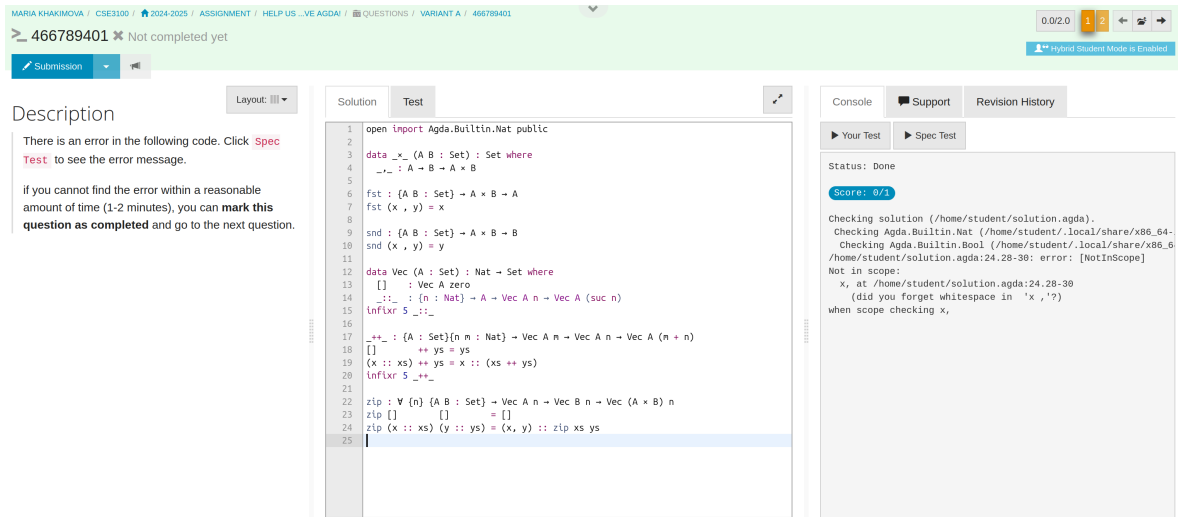 MARIA KHAKIMOVA / CSE3100 / 2024-2025 / ASSIGNMENT / HELP US ...VE AGDA! / QUESTIONS / VARIANT A / 466789401
>_ 466789401 ✖ Not completed yet
0.0/2.0 1 2
Hybrid Student Mode is Enabled
Submission
Description
Layout:
There is an error in the following code. Click Spec
Test to see the error message.
if you cannot find the error within a reasonable
amount of time (1-2 minutes), you can mark this
question as completed and go to the next question.
Solution Test
1 open import Agda.Builtin.Nat public
2
3 data _×_ (A B : Set) : Set where
4 _,_ : A → B → A × B
5
6 fst : {A B : Set} → A × B → A
7 fst (x , y) = x
8
9 snd : {A B : Set} → A × B → B
10 snd (x , y) = y
11
12 data Vec (A : Set) : Nat → Set where
13 [] : Vec A zero
14 _::_ : {n : Nat} → A → Vec A n → Vec A (suc n)
15 infixr 5 _::_
16
17 _++_ : {A : Set}{n m : Nat} → Vec A m → Vec A n → Vec A (m + n)
18 [] ++ ys = ys
19 (x :: xs) ++ ys = x :: (xs ++ ys)
20 infixr 5 _++_
21
22 zip : ∀ {n} {A B : Set} → Vec A n → Vec B n → Vec (A × B) n
23 zip [] [] = []
24 zip (x :: xs) (y :: ys) = (x, y) :: zip xs ys
25
Console Support Revision History
Your Test Spec Test
Status: Done
Score: 0/1
Checking solution (/home/student/solution.agda).
Checking Agda.Builtin.Nat (/home/student/.local/share/x86_64-
Checking Agda.Builtin.Bool (/home/student/.local/share/x86_6
/home/student/solution.agda:24.28-30: error: [NotInScope]
Not in scope:
x, at /home/student/solution.agda:24.28-30
(did you forget whitespace in 'x ,'?)
when scope checking x,